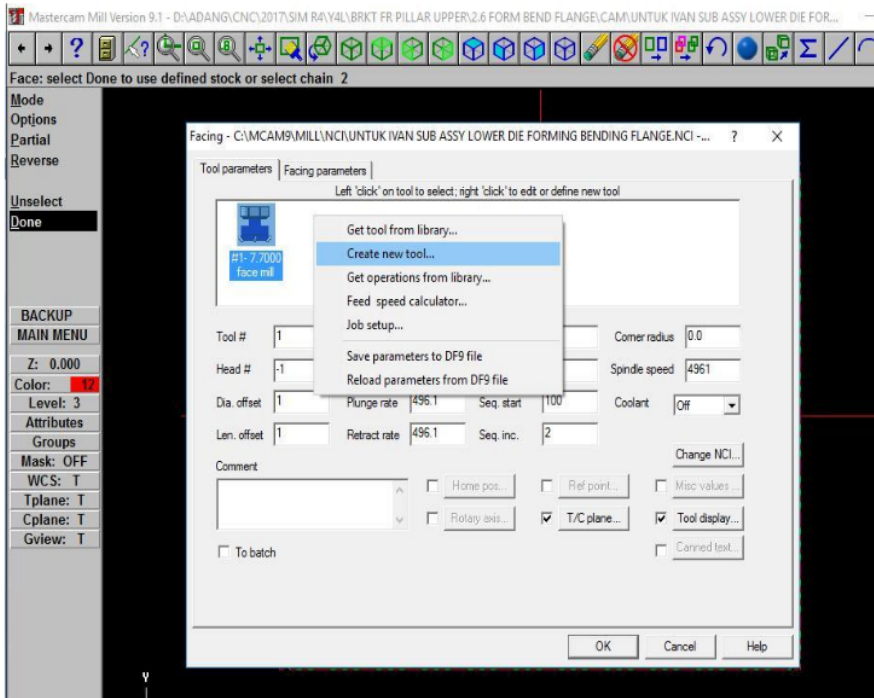 Mastercam Mill Version 9.1 - D:\ADANG\CNC\2017\SIM R4\Y4L\BRKT FR PILLAR UPPER\2.6 FORM BEND FLANGE\CAM\UNTUK IVAN SUB ASSY LOWER DIE FOR...
Face: select Done to use defined stock or select chain 2
Mode
Options
Partial
Reverse
Unselect
Done
BACKUP
MAIN MENU
Z: 0.000
Color: 12
Level: 3
Attributes
Groups
Mask: OFF
WCS: T
Tplane: T
Cplane: T
Gview: T
Facing - C:\MCAM9\MILL\NCI\UNTUK IVAN SUB ASSY LOWER DIE FORMING BENDING FLANGE.NCI -... ? X
Tool parameters Facing parameters
Left 'click' on tool to select; right 'click' to edit or define new tool
#1- 7.7000
face mill
Get tool from library...
Create new tool...
Get operations from library...
Feed speed calculator...
Job setup...
Save parameters to DF9 file
Reload parameters from DF9 file
Tool # 1 Corner radius 0.0
Head # -1 Spindle speed 4961
Dia. offset 1 Plunge rate 496.1 Seq. start 100 Coolant Off
Len. offset 1 Retract rate 496.1 Seq. inc. 2
Change NCI...
Comment
Home pos... Ref point... Misc values...
Rotary axis... T/C plane... Tool display...
To batch Canned text...
OK Cancel Help
Y